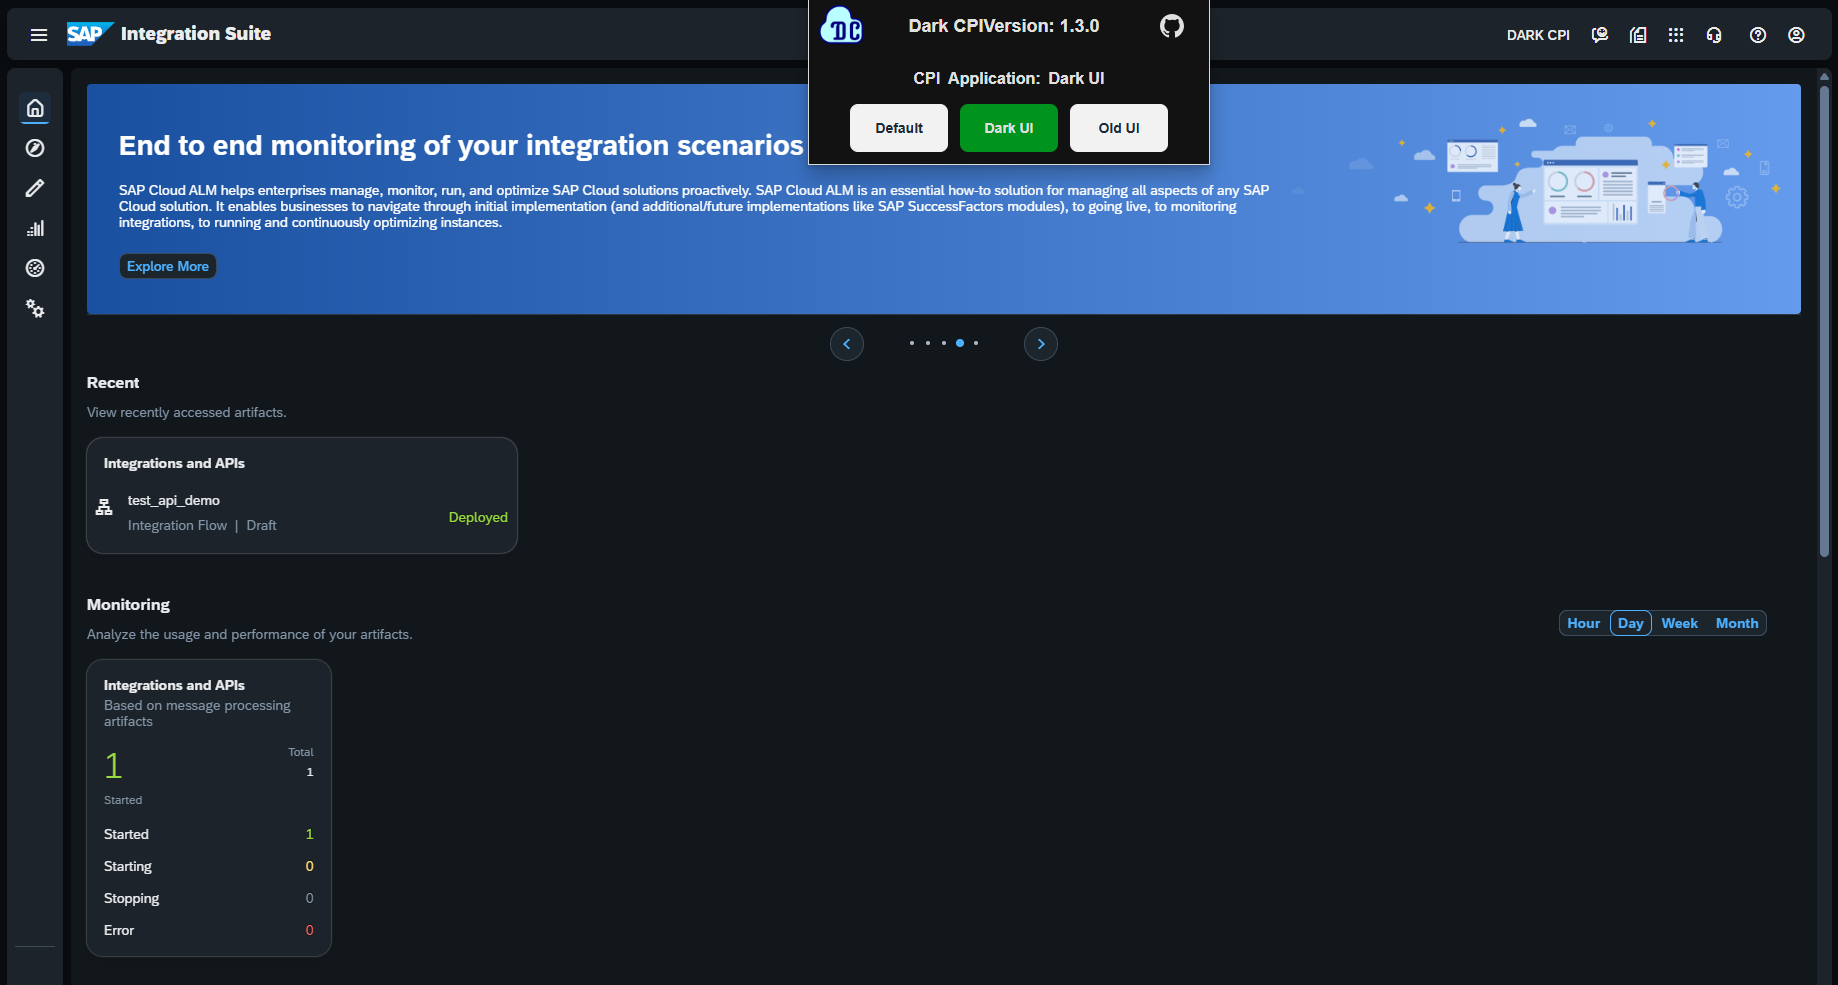 SAP Integration Suite
DC Dark CPIVersion: 1.3.0
DARK CPI
CPI Application: Dark UI
Default
Dark UI
Old UI
End to end monitoring of your integration scenarios
SAP Cloud ALM helps enterprises manage, monitor, run, and optimize SAP Cloud solutions proactively. SAP Cloud ALM is an essential how-to solution for managing all aspects of any SAP
Cloud solution. It enables businesses to navigate through initial implementation (and additional/future implementations like SAP SuccessFactors modules), to going live, to monitoring
integrations, to running and continuously optimizing instances.
Explore More
Recent
View recently accessed artifacts.
Integrations and APIs
test_api_demo
Integration Flow | Draft
Deployed
Monitoring
Analyze the usage and performance of your artifacts.
Hour Day Week Month
Integrations and APIs
Based on message processing
artifacts
1
Started
Total
1
Started 1
Starting 0
Stopping 0
Error 0